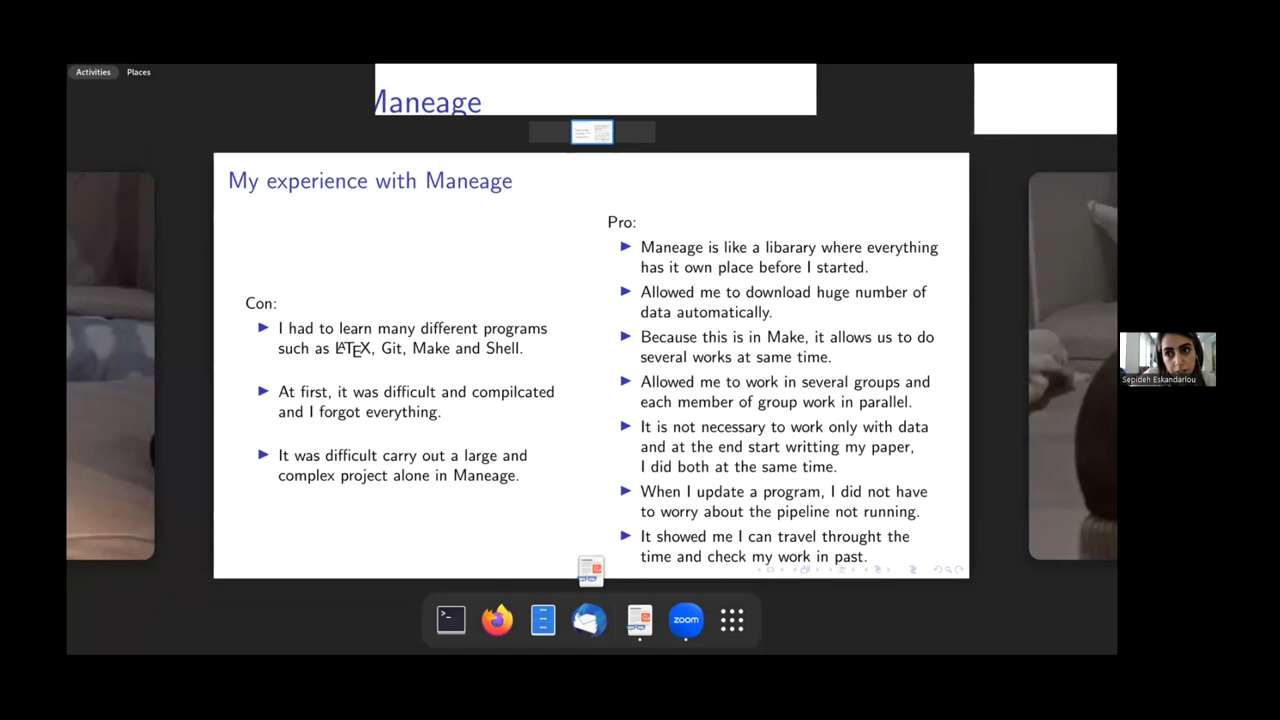 Activities Places
Maneage
My experience with Maneage
Con:
I had to learn many different programs
such as LATEX, Git, Make and Shell.
At first, it was difficult and compilcated
and I forgot everything.
It was difficult carry out a large and
complex project alone in Maneage.
Pro:
Maneage is like a libarary where everything
has it own place before I started.
Allowed me to download huge number of
data automatically.
Because this is in Make, it allows us to do
several works at same time.
Allowed me to work in several groups and
each member of group work in parallel.
It is not necessary to work only with data
and at the end start writting my paper,
I did both at the same time.
When I update a program, I did not have
to worry about the pipeline not running.
It showed me I can travel throught the
time and check my work in past.
zoom
Sepideh Eskandarlou